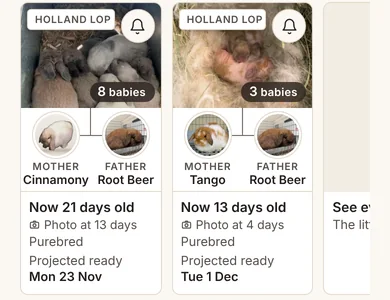 HOLLAND LOP
8 babies
MOTHER
Cinnamony
FATHER
Root Beer
Now 21 days old
Photo at 13 days
Purebred
Projected ready
Mon 23 Nov
HOLLAND LOP
3 babies
MOTHER
Tango
FATHER
Root Beer
Now 13 days old
Photo at 4 days
Purebred
Projected ready
Tue 1 Dec
See
The